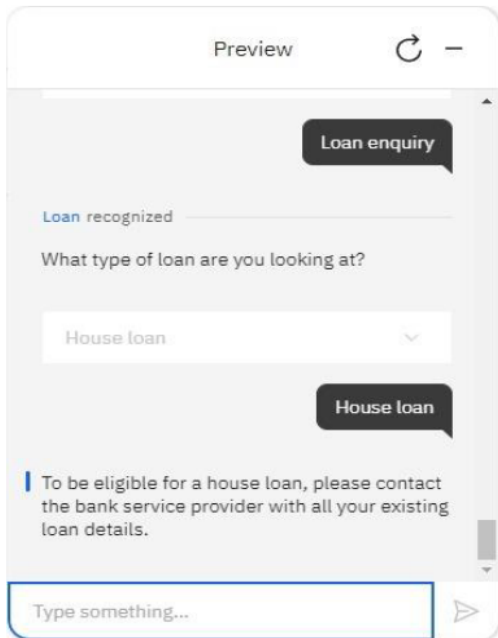 Preview
Loan enquiry
Loan recognized
What type of loan are you looking at?
House loan
House loan
To be eligible for a house loan, please contact
the bank service provider with all your existing
loan details.
Type something...